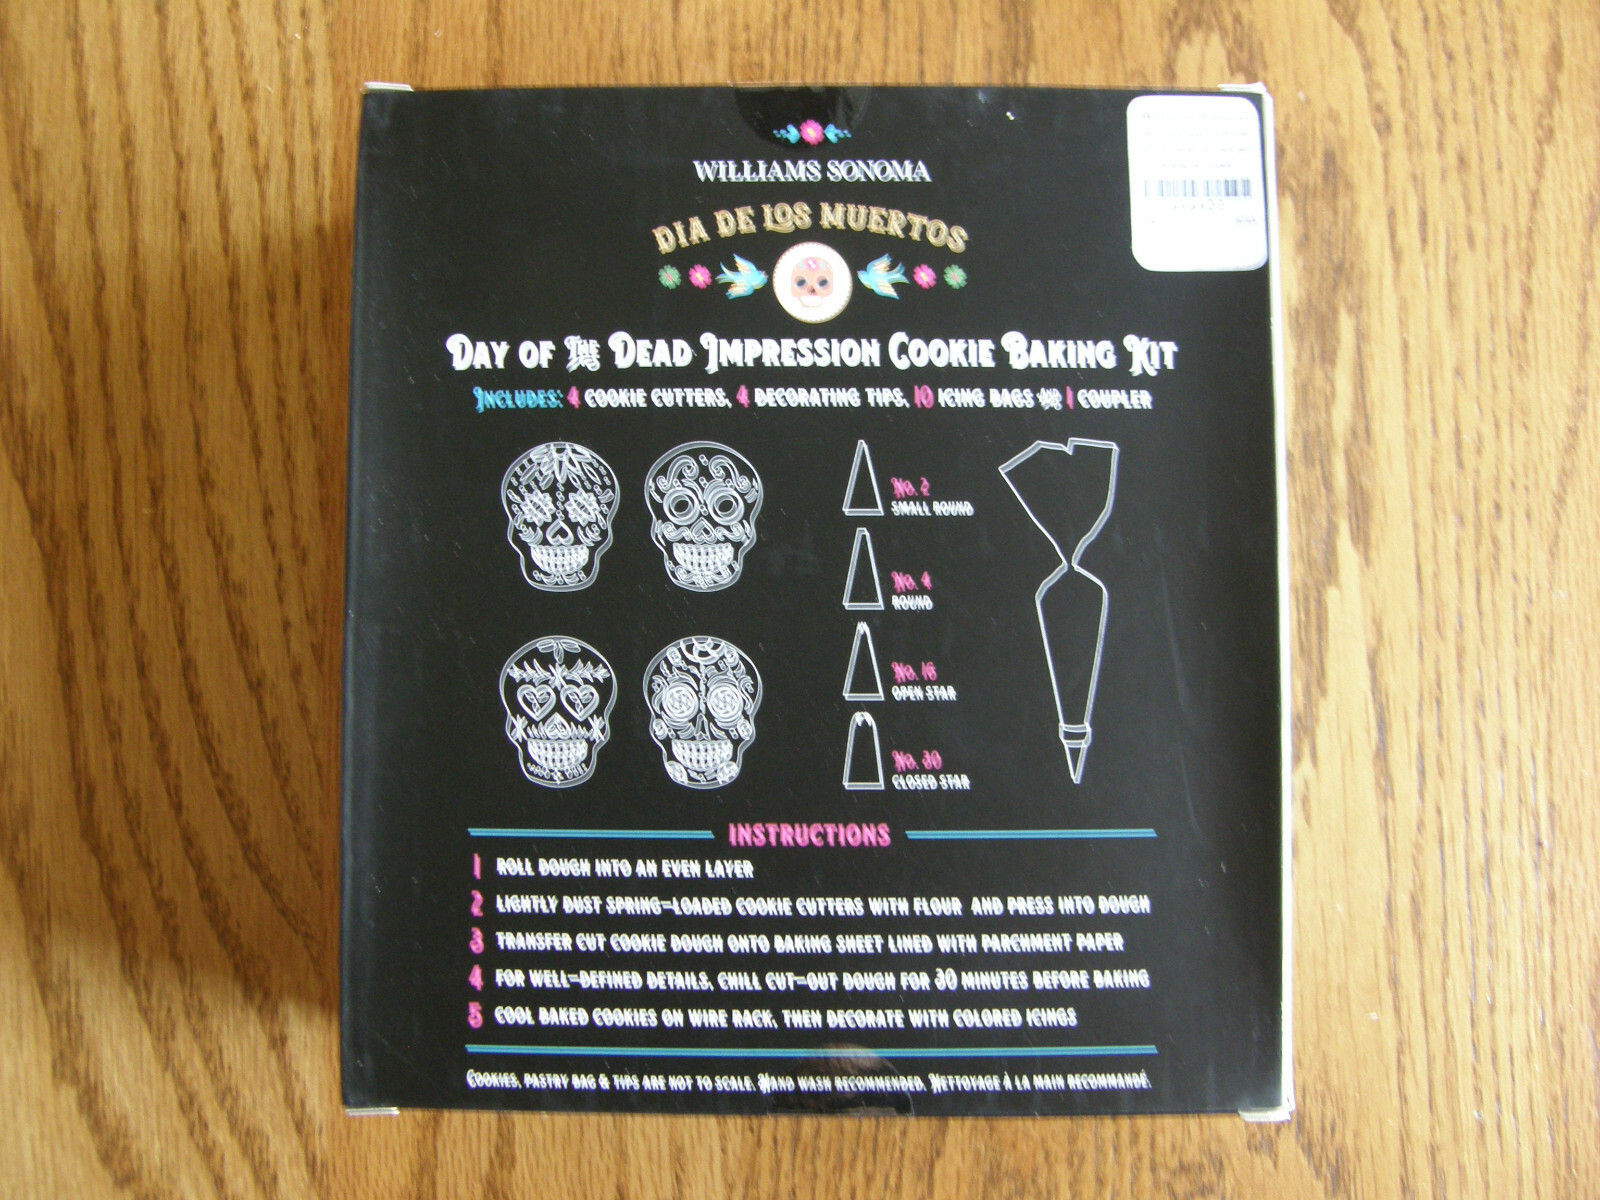 WILLIAMS SONOMA
DIA DE LOS MUERTOS
DAY OF THE DEAD IMPRESSION COOKIE BAKING KIT
INCLUDES: 4 COOKIE CUTTERS, 4 DECORATING TIPS, 10 ICING BAGS AND 1 COUPLER
No. 2
SMALL ROUND
No. 4
ROUND
No. 16
OPEN STAR
No. 30
CLOSED STAR
INSTRUCTIONS
1 ROLL DOUGH INTO AN EVEN LAYER
2 LIGHTLY DUST SPRING-LOADED COOKIE CUTTERS WITH FLOUR AND PRESS INTO DOUGH
3 TRANSFER CUT COOKIE DOUGH ONTO BAKING SHEET LINED WITH PARCHMENT PAPER
4 FOR WELL-DEFINED DETAILS, CHILL CUT-OUT DOUGH FOR 30 MINUTES BEFORE BAKING
5 COOL BAKED COOKIES ON WIRE RACK, THEN DECORATE WITH COLORED ICINGS
COOKIES, PASTRY BAG & TIPS ARE NOT TO SCALE. HAND WASH RECOMMENDED. NETTOYAGE À LA MAIN RECOMMANDÉ.